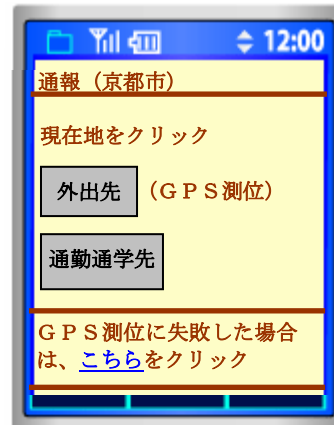 12:00
通報（京都市）
現在地をクリック
外出先 （ＧＰＳ測位）
通勤通学先
ＧＰＳ測位に失敗した場合
は、こちらをクリック